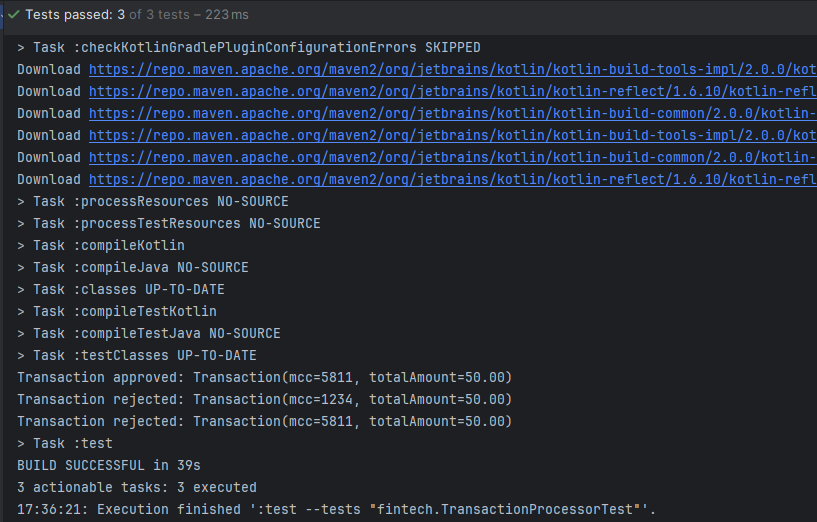 Tests passed: 3 of 3 tests – 223 ms
> Task :checkKotlinGradlePluginConfigurationErrors SKIPPED
Download https://repo.maven.apache.org/maven2/org/jetbrains/kotlin/kotlin-build-tools-impl/2.0.0/kot
Download https://repo.maven.apache.org/maven2/org/jetbrains/kotlin/kotlin-reflect/1.6.10/kotlin-refl
Download https://repo.maven.apache.org/maven2/org/jetbrains/kotlin/kotlin-build-common/2.0.0/kotlin-
Download https://repo.maven.apache.org/maven2/org/jetbrains/kotlin/kotlin-build-tools-impl/2.0.0/kot
Download https://repo.maven.apache.org/maven2/org/jetbrains/kotlin/kotlin-build-common/2.0.0/kotlin-
Download https://repo.maven.apache.org/maven2/org/jetbrains/kotlin/kotlin-reflect/1.6.10/kotlin-refl
> Task :processResources NO-SOURCE
> Task :processTestResources NO-SOURCE
> Task :compileKotlin
> Task :compileJava NO-SOURCE
> Task :classes UP-TO-DATE
> Task :compileTestKotlin
> Task :compileTestJava NO-SOURCE
> Task :testClasses UP-TO-DATE
Transaction approved: Transaction(mcc=5811, totalAmount=50.00)
Transaction rejected: Transaction(mcc=1234, totalAmount=50.00)
Transaction rejected: Transaction(mcc=5811, totalAmount=50.00)
> Task :test
BUILD SUCCESSFUL in 39s
3 actionable tasks: 3 executed
17:36:21: Execution finished ':test --tests "fintech.TransactionProcessorTest"'.